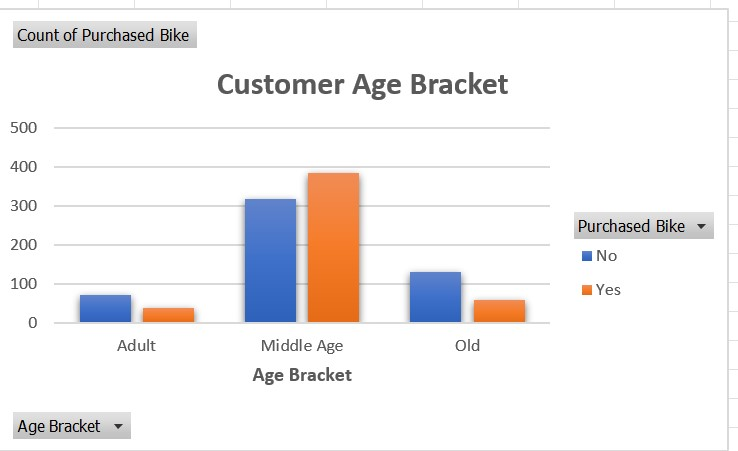 Count of Purchased Bike
Customer Age Bracket
500
400
300
200
100
0
Adult Middle Age Old
Age Bracket
Purchased Bike
No
Yes
Age Bracket